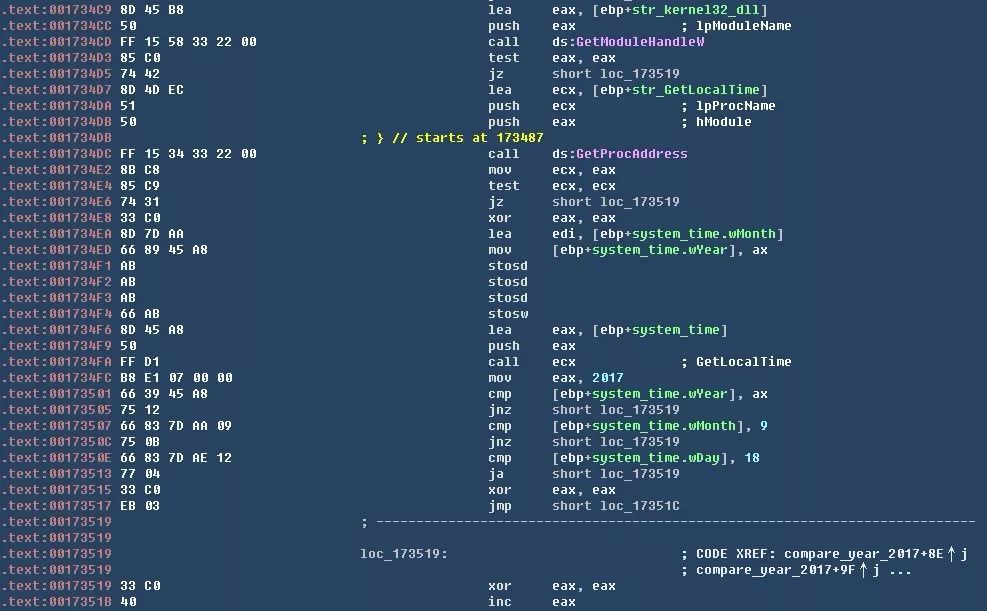 .text:001734C9 8D 45 B8 lea eax, [ebp+str_kernel32_dll]
.text:001734CC 50 push eax ; lpModuleName
.text:001734CD FF 15 58 33 22 00 call ds:GetModuleHandleW
.text:001734D3 85 C0 test eax, eax
.text:001734D5 74 42 jz short loc_173519
.text:001734D7 8D 4D EC lea ecx, [ebp+str_GetLocalTime]
.text:001734DA 51 push ecx ; lpProcName
.text:001734DB 50 push eax ; hModule
.text:001734DB ; } // starts at 173487
.text:001734DC FF 15 34 33 22 00 call ds:GetProcAddress
.text:001734E2 8B C8 mov ecx, eax
.text:001734E4 85 C9 test ecx, ecx
.text:001734E6 74 31 jz short loc_173519
.text:001734E8 33 C0 xor eax, eax
.text:001734EA 8D 7D AA lea edi, [ebp+system_time.wMonth]
.text:001734ED 66 89 45 A8 mov [ebp+system_time.wYear], ax
.text:001734F1 AB stosd
.text:001734F2 AB stosd
.text:001734F3 AB stosd
.text:001734F4 66 AB stosw
.text:001734F6 8D 45 A8 lea eax, [ebp+system_time]
.text:001734F9 50 push eax
.text:001734FA FF D1 call ecx ; GetLocalTime
.text:001734FC B8 E1 07 00 00 mov eax, 2017
.text:00173501 66 39 45 A8 cmp [ebp+system_time.wYear], ax
.text:00173505 75 12 jnz short loc_173519
.text:00173507 66 83 7D AA 09 cmp [ebp+system_time.wMonth], 9
.text:0017350C 75 0B jnz short loc_173519
.text:0017350E 66 83 7D AE 12 cmp [ebp+system_time.wDay], 18
.text:00173513 77 04 ja short loc_173519
.text:00173515 33 C0 xor eax, eax
.text:00173517 EB 03 jmp short loc_17351C
.text:00173519 ; ---------------------------------------------------------------------------
.text:00173519
.text:00173519 loc_173519: ; CODE XREF: compare_year_2017+8E↑j
.text:00173519 ; compare_year_2017+9F↑j ...
.text:00173519 33 C0 xor eax, eax
.text:0017351B 40 inc eax